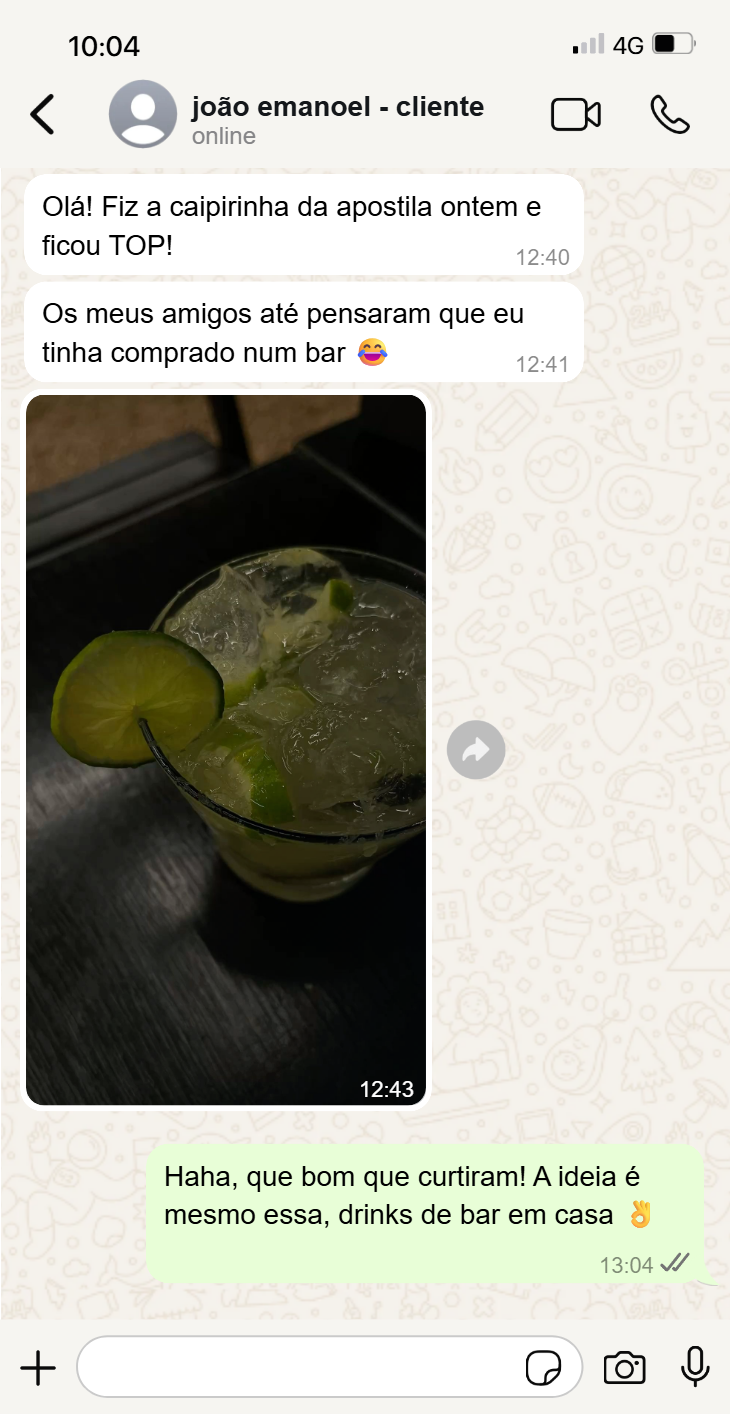 10:04
4G
joão emanoel - cliente
online
Olá! Fiz a caipirinha da apostila ontem e
ficou TOP!
12:40
Os meus amigos até pensaram que eu
tinha comprado num bar 😂
12:41
12:43
Haha, que bom que curtiram! A ideia é
mesmo essa, drinks de bar em casa 👌
13:04